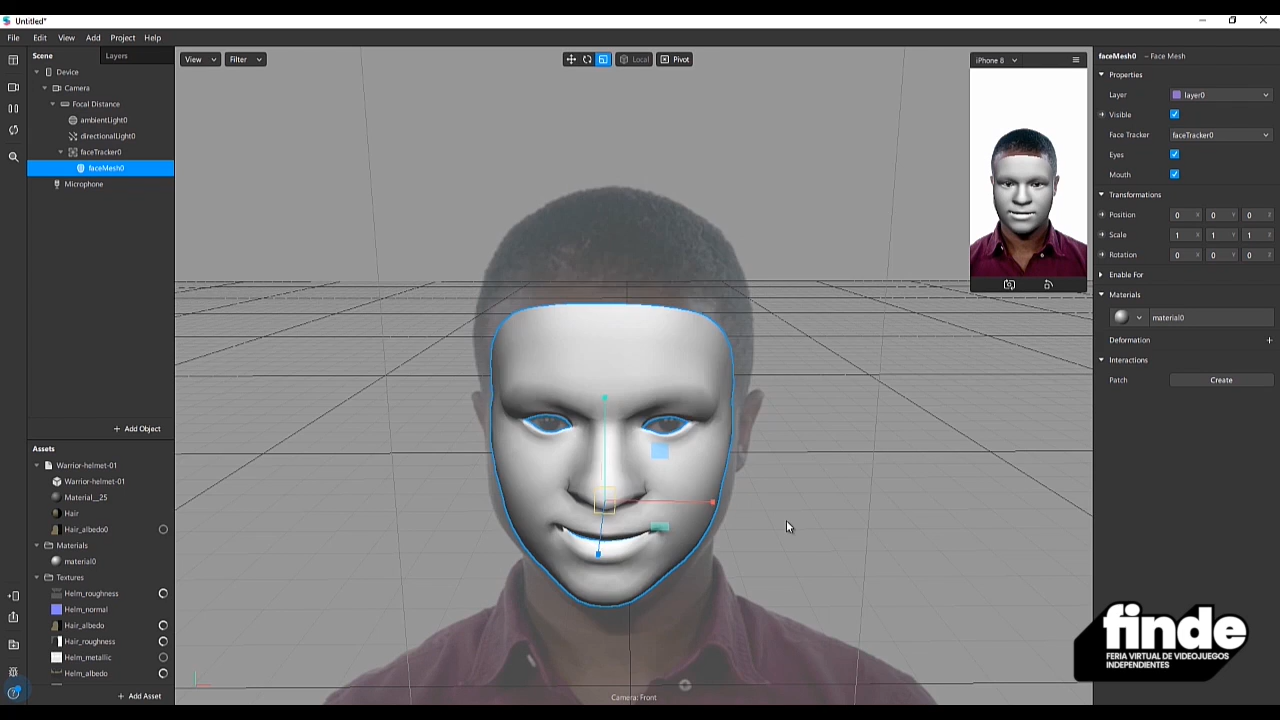 Untitled*
File Edit View Add Project Help
Scene Layers
Device
Camera
Focal Distance
ambientLight0
directionalLight0
faceTracker0
faceMesh0
Microphone
+ Add Object
Assets
Warrior-helmet-01
Warrior-helmet-01
Material__25
Hair
Hair_albedo0
Materials
material0
Textures
Helm_roughness
Helm_normal
Hair_albedo
Hair_roughness
Helm_metallic
Helm_albedo
+ Add Asset
View Filter Local Pivot
Camera: Front
iPhone 8
faceMesh0 – Face Mesh
Properties
Layer layer0
Visible
Face Tracker faceTracker0
Eyes
Mouth
Transformations
Position 0 X 0 Y 0 Z
Scale 1 X 1 Y 1 Z
Rotation 0 X 0 Y 0 Z
Enable For
Materials
material0
Deformation +
Interactions
Patch Create
finde
FERIA VIRTUAL DE VIDEOJUEGOS
INDEPENDIENTES